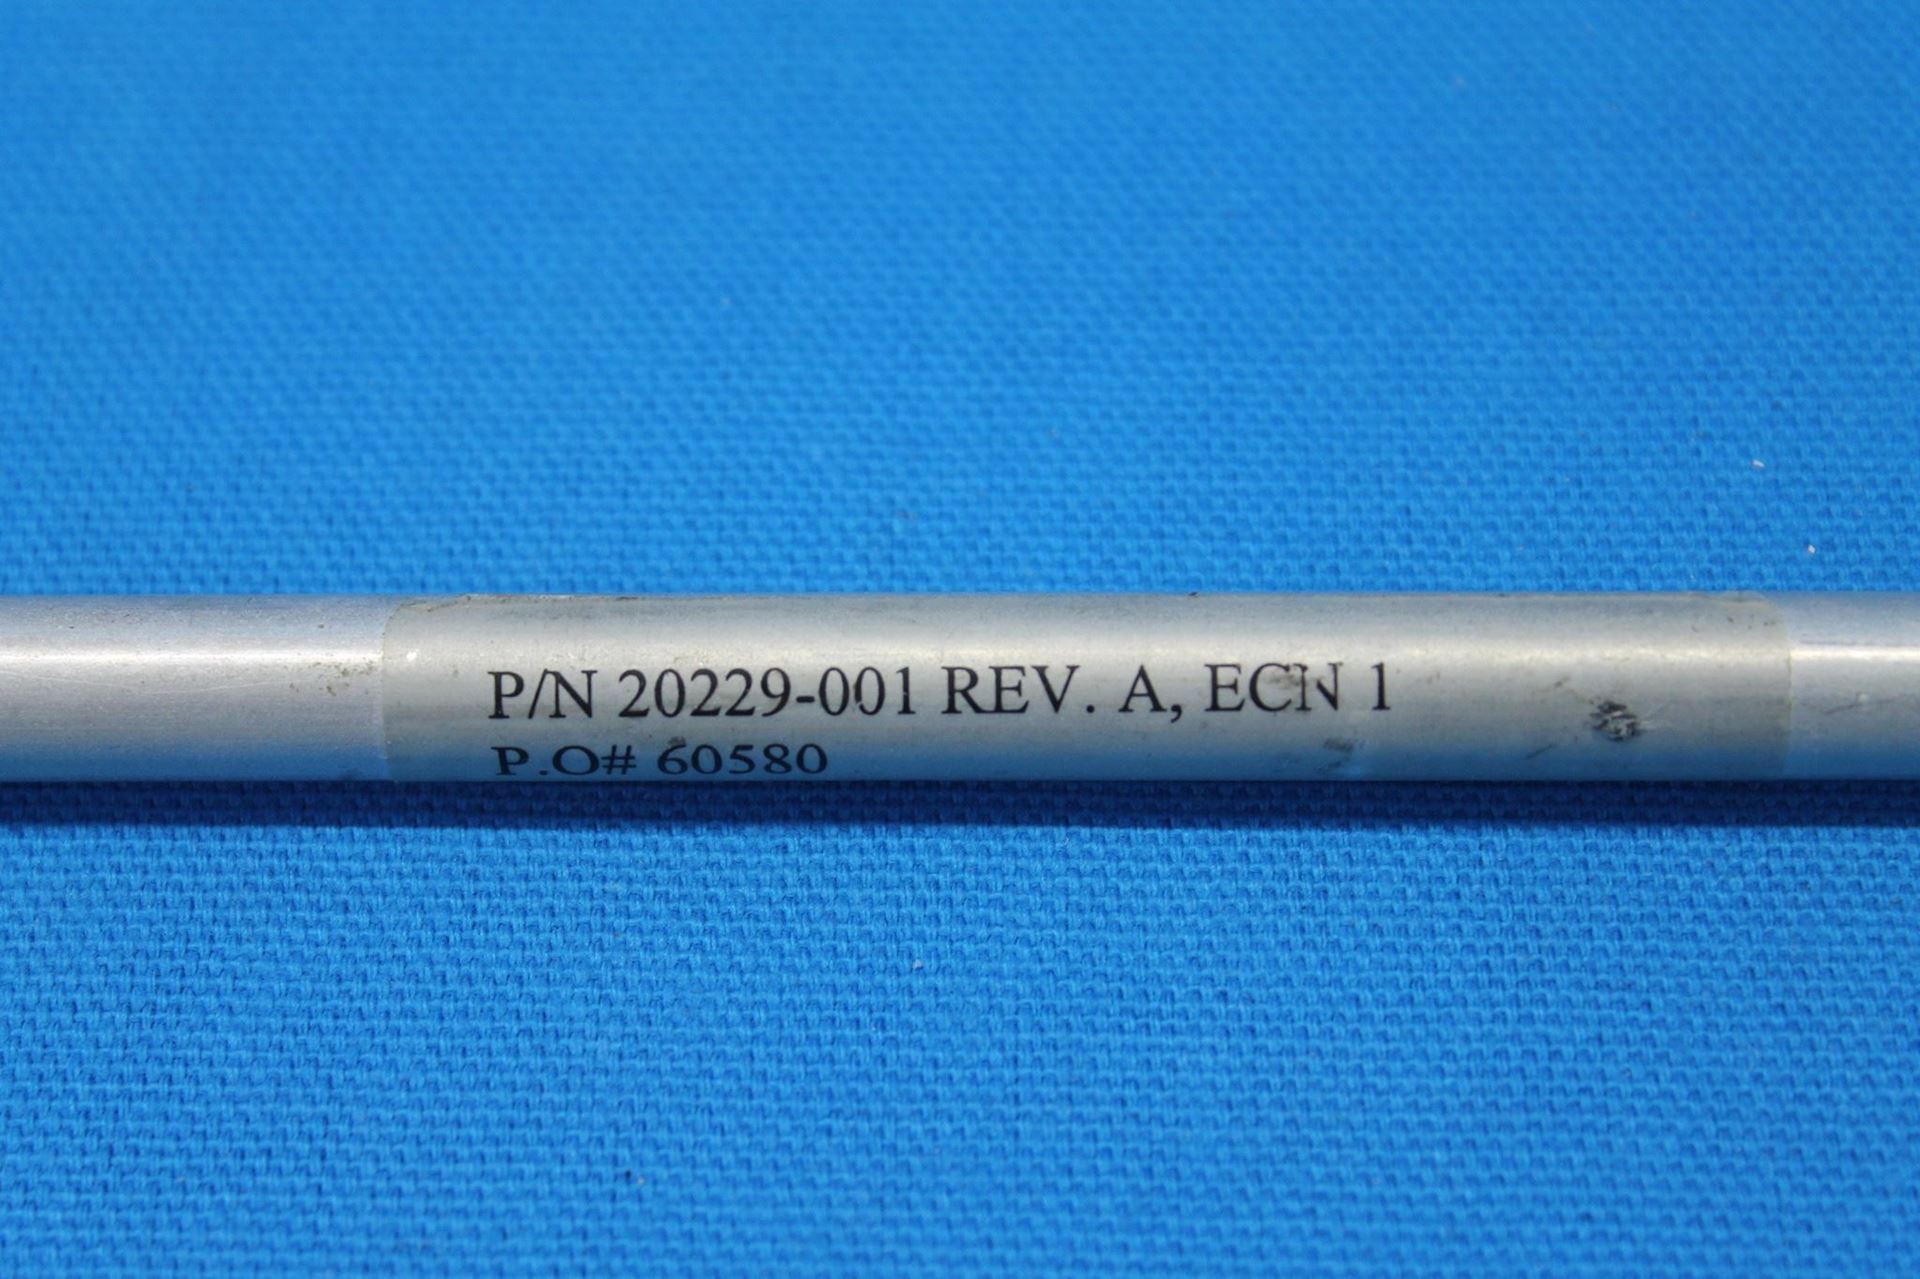 P/N 20229-001 REV. A, ECN 1
P.O# 60580